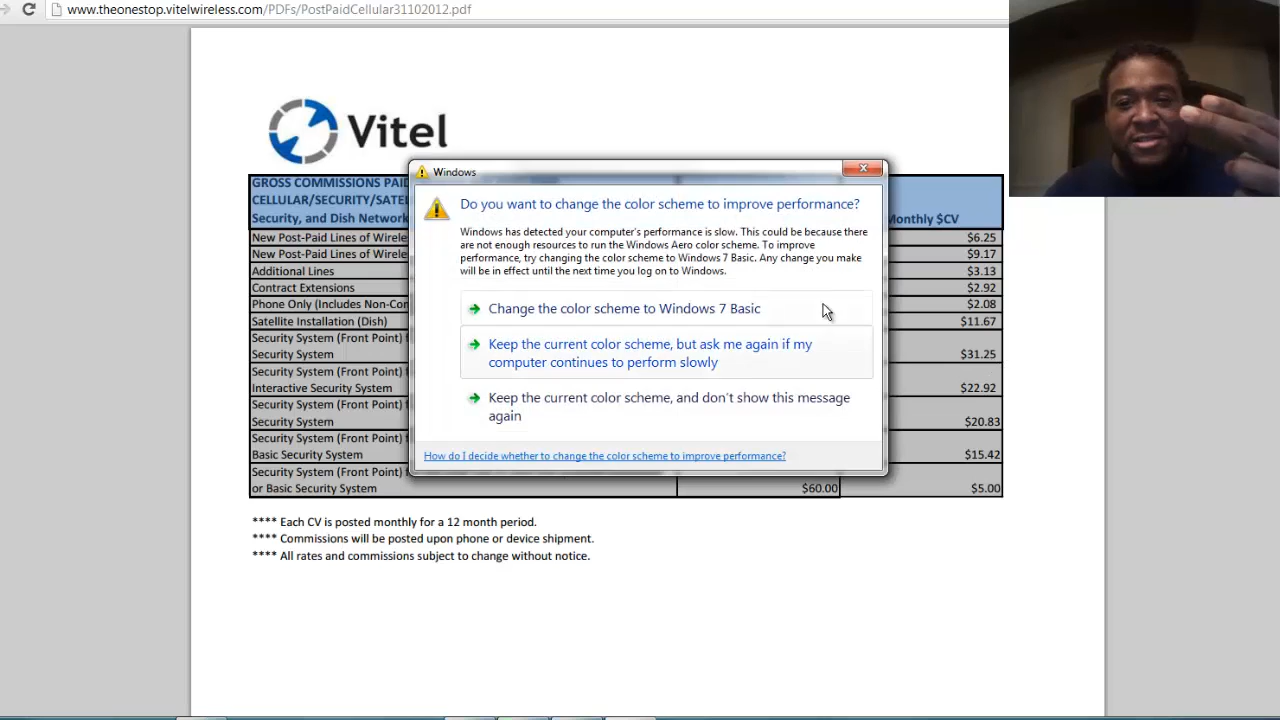 www.theonestop.vitelwireless.com/PDFs/PostPaidCellular31102012.pdf
Vitel
GROSS COMMISSIONS PAID
CELLULAR/SECURITY/SATEL
Security, and Dish Network
Monthly $CV
New Post-Paid Lines of Wirele
$6.25
New Post-Paid Lines of Wirele
$9.17
Additional Lines
$3.13
Contract Extensions
$2.92
Phone Only (Includes Non-Con
$2.08
Satellite Installation (Dish)
$11.67
Security System (Front Point) f
Security System
$31.25
Security System (Front Point) f
Interactive Security System
$22.92
Security System (Front Point) f
Security System
$20.83
Security System (Front Point) f
Basic Security System
$15.42
Security System (Front Point) f
or Basic Security System
$60.00
$5.00
**** Each CV is posted monthly for a 12 month period.
**** Commissions will be posted upon phone or device shipment.
**** All rates and commissions subject to change without notice.
Windows
Do you want to change the color scheme to improve performance?
Windows has detected your computer's performance is slow. This could be because there
are not enough resources to run the Windows Aero color scheme. To improve
performance, try changing the color scheme to Windows 7 Basic. Any change you make
will be in effect until the next time you log on to Windows.
Change the color scheme to Windows 7 Basic
Keep the current color scheme, but ask me again if my
computer continues to perform slowly
Keep the current color scheme, and don't show this message
again
How do I decide whether to change the color scheme to improve performance?